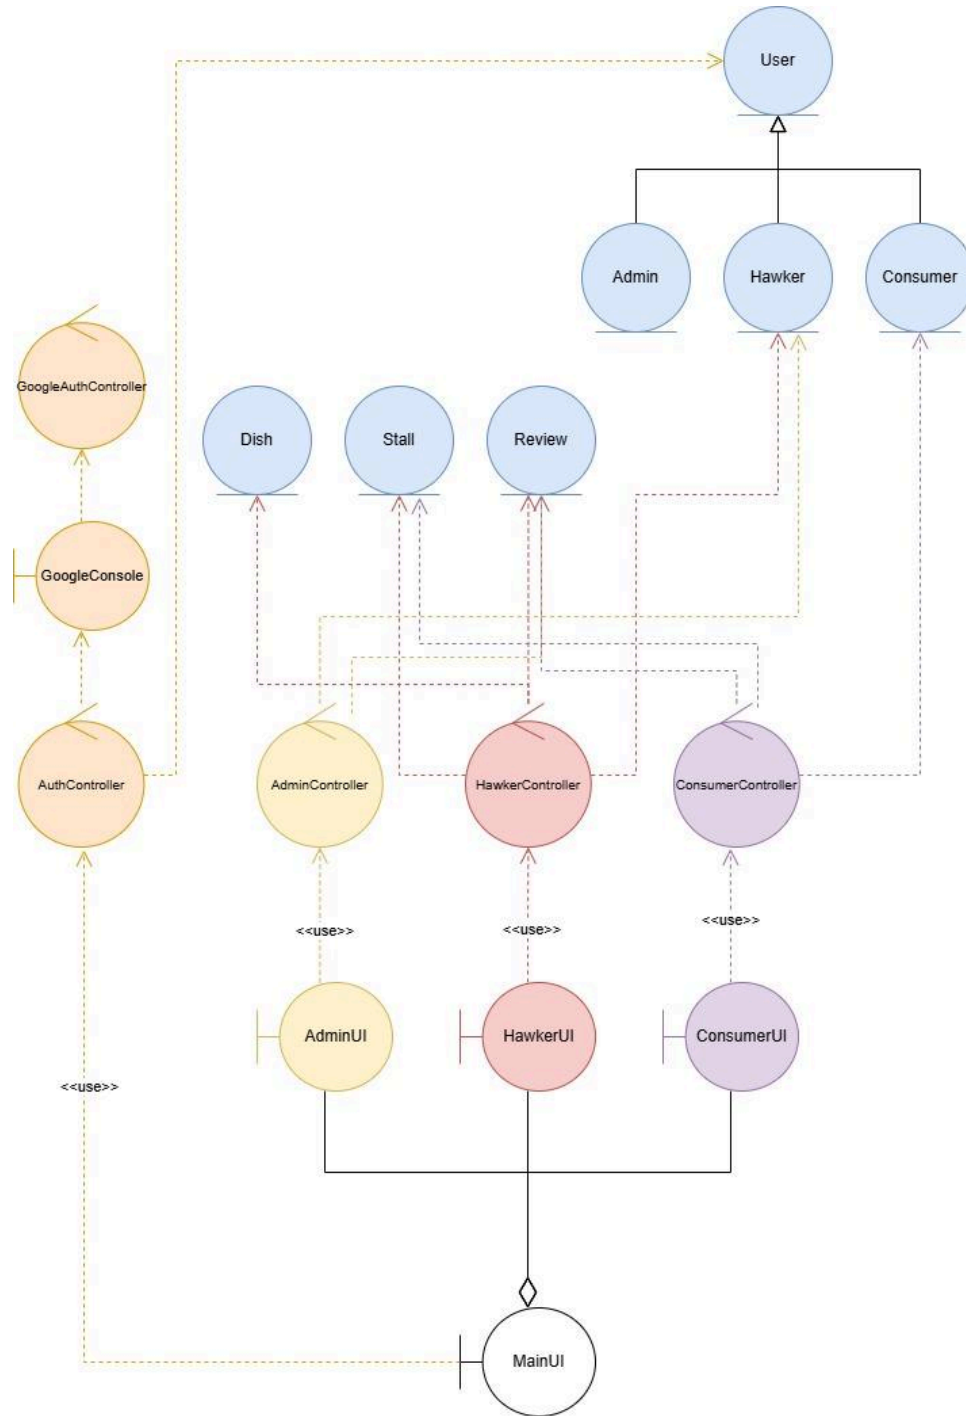 User
Admin
Hawker
Consumer
GoogleAuthController
Dish
Stall
Review
GoogleConsole
AuthController
AdminController
HawkerController
ConsumerController
<<use>>
<<use>>
<<use>>
AdminUI
HawkerUI
ConsumerUI
<<use>>
MainUI